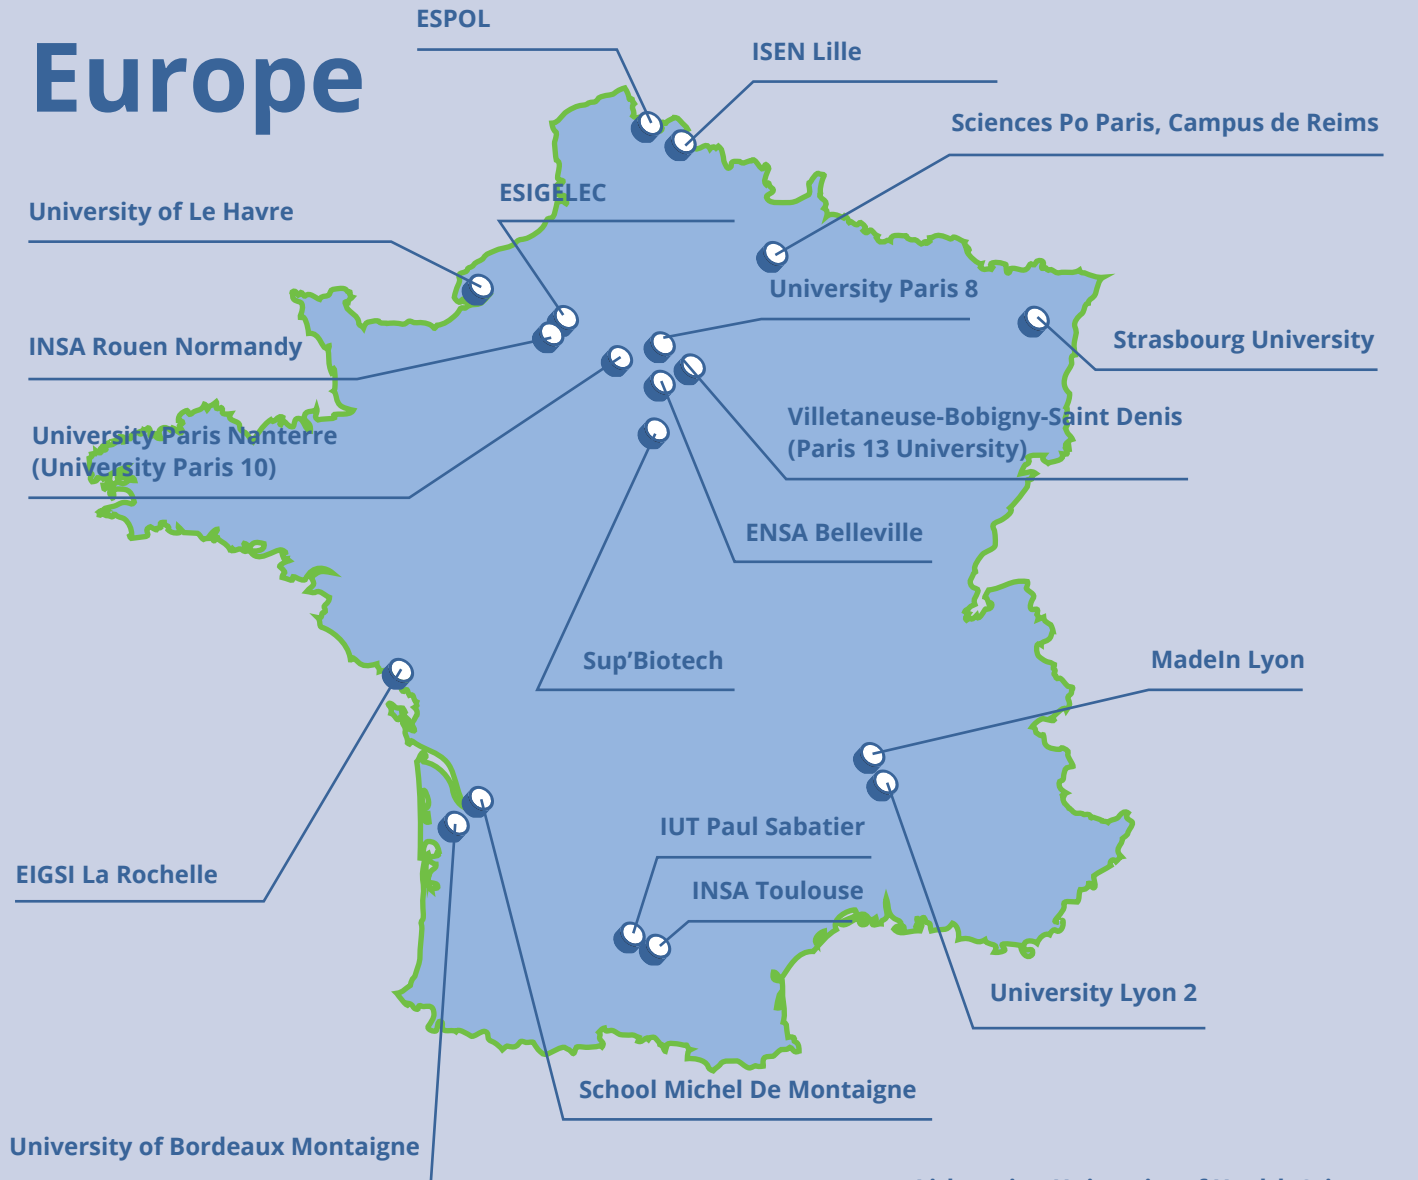 ESPOL
Europe
ISEN Lille
Sciences Po Paris, Campus de Reims
ESIGELEC
University of Le Havre
University Paris 8
INSA Rouen Normandy
Strasbourg University
Villetaneuse-Bobigny-Saint Denis
(Paris 13 University)
University Paris Nanterre
(University Paris 10)
ENSA Belleville
Sup’Biotech
MadeIn Lyon
IUT Paul Sabatier
EIGSI La Rochelle
INSA Toulouse
University Lyon 2
School Michel De Montaigne
University of Bordeaux Montaigne